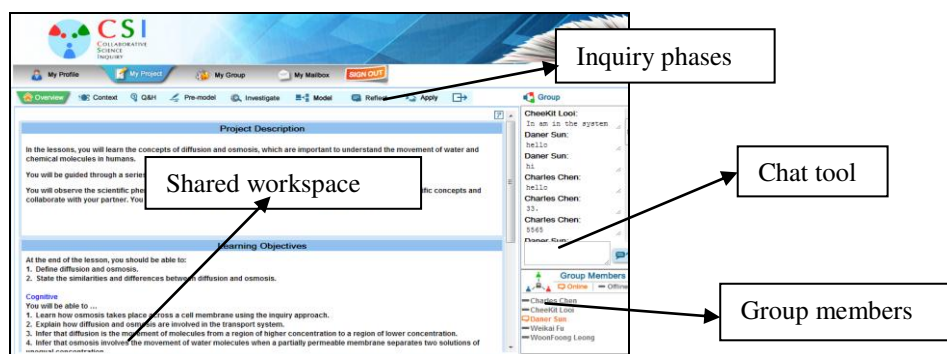 CSI
COLLABORATIVE
SCIENCE
INQUIRY
My Profile My Project My Group My Mailbox SIGN OUT
Overview Context Q&H Pre-model Investigate Model Reflect Apply
Inquiry phases
Project Description
In the lessons, you will learn the concepts of diffusion and osmosis, which are important to understand the movement of water and
chemical molecules in humans.
You will be guided through a series
You will observe the scientific phe
fic concepts and
collaborate with your partner. You
Shared workspace
Learning Objectives
At the end of the lesson, you should be able to:
1. Define diffusion and osmosis.
2. State the similarities and differences between diffusion and osmosis.
Cognitive
You will be able to ...
1. Learn how osmosis takes place across a cell membrane using the inquiry approach.
2. Explain how diffusion and osmosis are involved in the transport system.
3. Infer that diffusion is the movement of molecules from a region of higher concentration to a region of lower concentration.
4. Infer that osmosis involves the movement of water molecules when a partially permeable membrane separates two solutions of
unequal concentration
Group
CheeKit Looi:
In am in the system
Daner Sun:
hello
Daner Sun:
hi
Charles Chen:
hello
Charles Chen:
33.
Charles Chen:
5565
Daner Sun:
Chat tool
Group Members
Online Offline
Charles Chen
CheeKit Looi
Daner Sun
Weikai Fu
WoonFoong Leong
Group members